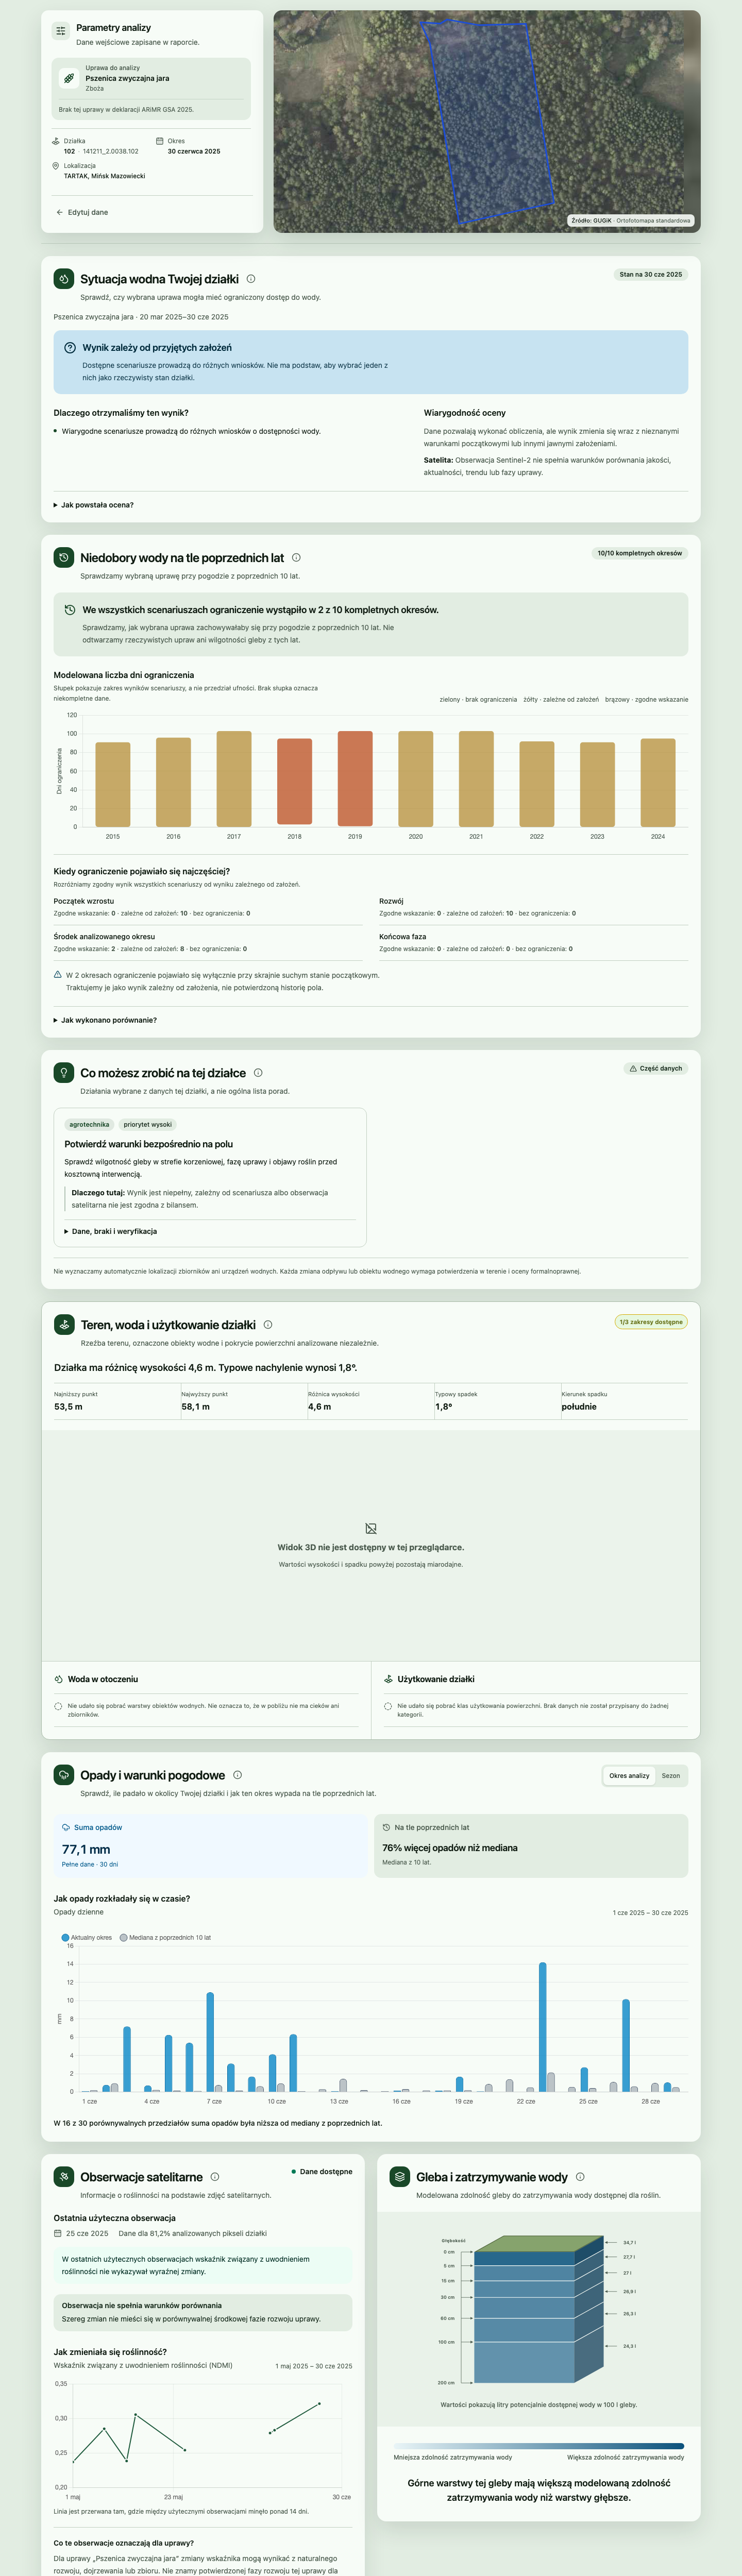 Parametry analizy
Dane wejściowe zapisane w raporcie.
Uprawa do analizy
Pszenica zwyczajna jara
Zboża
Brak tej uprawy w deklaracji ARiMR GSA 2025.
Działka
102 · 141211_2.0038.102
Okres
30 czerwca 2025
Lokalizacja
TARTAK, Mińsk Mazowiecki
Edytuj dane
Źródło: GUGiK · Ortofotomapa standardowa
Sytuacja wodna Twojej działki
Stan na 30 cze 2025
Sprawdź, czy wybrana uprawa mogła mieć ograniczony dostęp do wody.
Pszenica zwyczajna jara · 20 mar 2025–30 cze 2025
Wynik zależy od przyjętych założeń
Dostępne scenariusze prowadzą do różnych wniosków. Nie ma podstaw, aby wybrać jeden z
nich jako rzeczywisty stan działki.
Dlaczego otrzymaliśmy ten wynik?
Wiarygodne scenariusze prowadzą do różnych wniosków o dostępności wody.
Wiarygodność oceny
Dane pozwalają wykonać obliczenia, ale wynik zmienia się wraz z nieznanymi
warunkami początkowymi lub innymi jawnymi założeniami.
Satelita: Obserwacja Sentinel-2 nie spełnia warunków porównania jakości,
aktualności, trendu lub fazy uprawy.
Jak powstała ocena?
Niedobory wody na tle poprzednich lat
10/10 kompletnych okresów
Sprawdzamy wybraną uprawę przy pogodzie z poprzednich 10 lat.
We wszystkich scenariuszach ograniczenie wystąpiło w 2 z 10 kompletnych okresów.
Sprawdzamy, jak wybrana uprawa zachowywałaby się przy pogodzie z poprzednich 10 lat. Nie
odtwarzamy rzeczywistych upraw ani wilgotności gleby z tych lat.
Modelowana liczba dni ograniczenia
Słupek pokazuje zakres wyników scenariuszy, a nie przedział ufności. Brak słupka oznacza
niekompletne dane.
zielony · brak ograniczenia żółty · zależne od założeń brązowy · zgodne wskazanie
120
100
80
60
40
20
0
Dni ograniczenia
2015 2016 2017 2018 2019 2020 2021 2022 2023 2024
Kiedy ograniczenie pojawiało się najczęściej?
Rozróżniamy zgodny wynik wszystkich scenariuszy od wyniku zależnego od założeń.
Początek wzrostu
Zgodne wskazanie: 0 · zależne od założeń: 10 · bez ograniczenia: 0
Rozwój
Zgodne wskazanie: 0 · zależne od założeń: 10 · bez ograniczenia: 0
Środek analizowanego okresu
Zgodne wskazanie: 2 · zależne od założeń: 8 · bez ograniczenia: 0
Końcowa faza
Zgodne wskazanie: 0 · zależne od założeń: 0 · bez ograniczenia: 0
W 2 okresach ograniczenie pojawiało się wyłącznie przy skrajnie suchym stanie początkowym.
Traktujemy je jako wynik zależny od założenia, nie potwierdzoną historię pola.
Jak wykonano porównanie?
Co możesz zrobić na tej działce
Część danych
Działania wybrane z danych tej działki, a nie ogólna lista porad.
agrotechnika priorytet wysoki
Potwierdź warunki bezpośrednio na polu
Sprawdź wilgotność gleby w strefie korzeniowej, fazę uprawy i objawy roślin przed
kosztowną interwencją.
Dlaczego tutaj: Wynik jest niepełny, zależny od scenariusza albo obserwacja
satelitarna nie jest zgodna z bilansem.
Dane, braki i weryfikacja
Nie wyznaczamy automatycznie lokalizacji zbiorników ani urządzeń wodnych. Każda zmiana odpływu lub obiektu wodnego wymaga potwierdzenia w terenie i oceny formalnoprawnej.
Teren, woda i użytkowanie działki
1/3 zakresy dostępne
Rzeźba terenu, oznaczone obiekty wodne i pokrycie powierzchni analizowane niezależnie.
Działka ma różnicę wysokości 4,6 m. Typowe nachylenie wynosi 1,8°.
Najniższy punkt
53,5 m
Najwyższy punkt
58,1 m
Różnica wysokości
4,6 m
Typowy spadek
1,8°
Kierunek spadku
południe
Widok 3D nie jest dostępny w tej przeglądarce.
Wartości wysokości i spadku powyżej pozostają miarodajne.
Woda w otoczeniu
Nie udało się pobrać warstwy obiektów wodnych. Nie oznacza to, że w pobliżu nie ma cieków ani
zbiorników.
Użytkowanie działki
Nie udało się pobrać klas użytkowania powierzchni. Brak danych nie został przypisany do żadnej
kategorii.
Opady i warunki pogodowe
Okres analizy Sezon
Sprawdź, ile padało w okolicy Twojej działki i jak ten okres wypada na tle poprzednich lat.
Suma opadów
77,1 mm
Pełne dane · 30 dni
Na tle poprzednich lat
76% więcej opadów niż mediana
Mediana z 10 lat.
Jak opady rozkładały się w czasie?
Opady dzienne
1 cze 2025 – 30 cze 2025
Aktualny okres Mediana z poprzednich 10 lat
16
14
12
10
8
6
4
2
0
mm
1 cze 4 cze 7 cze 10 cze 13 cze 16 cze 19 cze 22 cze 25 cze 28 cze
W 16 z 30 porównywalnych przedziałów suma opadów była niższa od mediany z poprzednich lat.
Obserwacje satelitarne
Dane dostępne
Informacje o roślinności na podstawie zdjęć satelitarnych.
Ostatnia użyteczna obserwacja
25 cze 2025 Dane dla 81,2% analizowanych pikseli działki
W ostatnich użytecznych obserwacjach wskaźnik związany z uwodnieniem
roślinności nie wykazywał wyraźnej zmiany.
Obserwacja nie spełnia warunków porównania
Szereg zmian nie mieści się w porównywalnej środkowej fazie rozwoju uprawy.
Jak zmieniała się roślinność?
Wskaźnik związany z uwodnieniem roślinności (NDMI)
1 maj 2025 – 30 cze 2025
0,35
0,30
0,25
0,20
1 maj 23 maj 30 cze
Linia jest przerwana tam, gdzie między użytecznymi obserwacjami minęło ponad 14 dni.
Co te obserwacje oznaczają dla uprawy?
Dla uprawy „Pszenica zwyczajna jara” zmiany wskaźnika mogą wynikać z naturalnego
rozwoju, dojrzewania lub zbioru. Nie znamy potwierdzonej fazy rozwoju tej uprawy dla
Gleba i zatrzymywanie wody
Modelowana zdolność gleby do zatrzymywania wody dostępnej dla roślin.
Głębokość
0 cm
5 cm
15 cm
30 cm
60 cm
100 cm
200 cm
34,7 l
27,7 l
27 l
26,9 l
26,3 l
24,3 l
Wartości pokazują litry potencjalnie dostępnej wody w 100 l gleby.
Mniejsza zdolność zatrzymywania wody
Większa zdolność zatrzymywania wody
Górne warstwy tej gleby mają większą modelowaną zdolność
zatrzymywania wody niż warstwy głębsze.